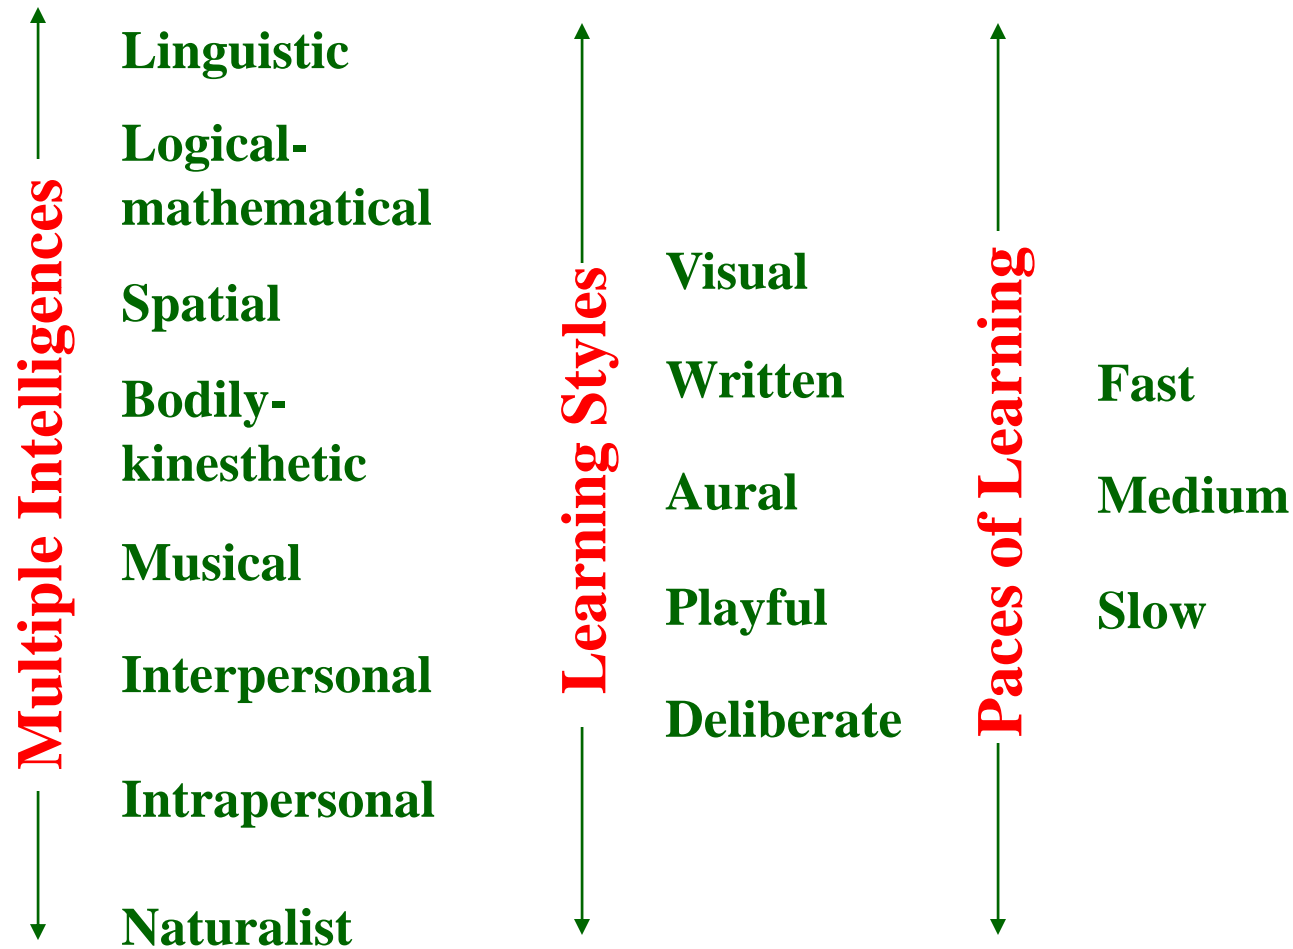 Multiple Intelligences
Linguistic
Logical-
mathematical
Spatial
Bodily-
kinesthetic
Musical
Interpersonal
Intrapersonal
Naturalist
Learning Styles
Visual
Written
Aural
Playful
Deliberate
Paces of Learning
Fast
Medium
Slow